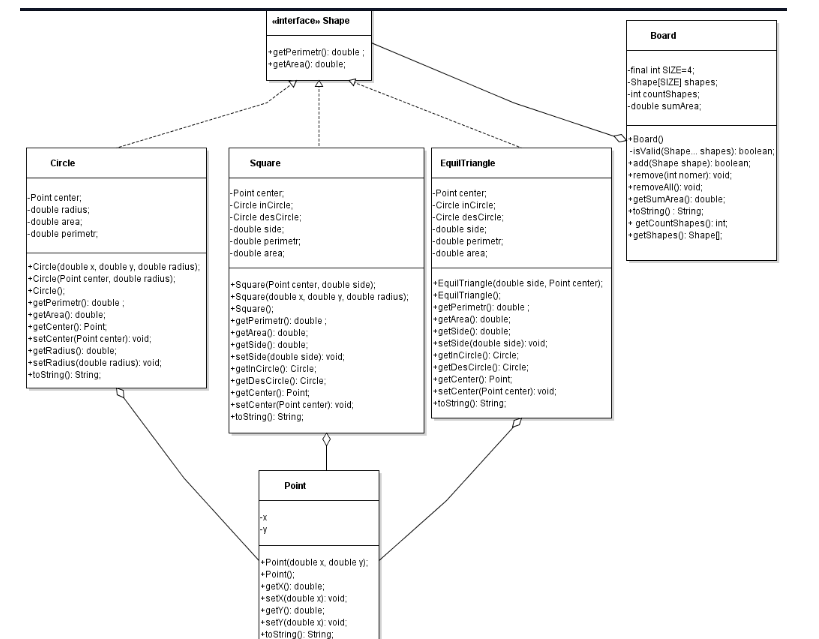 «interface» Shape
+getPerimetr(): double ;
+getArea(): double;
Board
-final int SIZE=4;
-Shape[SIZE] shapes;
-int countShapes;
-double sumArea;
+Board()
-isValid(Shape... shapes): boolean;
+add(Shape shape): boolean;
+remove(int nomer): void;
+removeAll(): void;
+getSumArea(): double;
+toString() : String;
+ getCountShapes(): int;
+getShapes(): Shape[];
Circle
-Point center;
-double radius;
-double area;
-double perimetr;
+Circle(double x, double y, double radius);
+Circle(Point center, double radius);
+Circle();
+getPerimetr(): double ;
+getArea(): double;
+getCenter(): Point;
+setCenter(Point center): void;
+getRadius(): double;
+setRadius(double radius): void;
+toString(): String;
Square
-Point center;
-Circle inCircle;
-Circle desCircle;
-double side;
-double perimetr;
-double area;
+Square(Point center, double side);
+Square(double x, double y, double radius);
+Square();
+getPerimetr(): double ;
+getArea(): double;
+getSide(): double;
+setSide(double side): void;
+getInCircle(): Circle;
+getDesCircle(): Circle;
+getCenter(): Point;
+setCenter(Point center): void;
+toString(): String;
EquilTriangle
-Point center;
-Circle inCircle;
-Circle desCircle;
-double side;
-double perimetr;
-double area;
+EquilTriangle(double side, Point center);
+EquilTriangle();
+getPerimetr(): double ;
+getArea(): double;
+getSide(): double;
+setSide(double side): void;
+getInCircle(): Circle;
+getDesCircle(): Circle;
+getCenter(): Point;
+setCenter(Point center): void;
+toString(): String;
Point
-x
-y
+Point(double x, double y);
+Point();
+getX(): double;
+setX(double x): void;
+getY(): double;
+setY(double x): void;
+toString(): String;